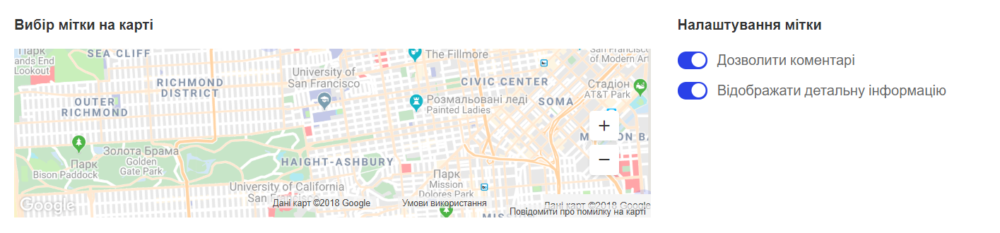 Вибір мітки на карті
Налаштування мітки
Парк
ands End
Lookout
SEA CLIFF
The Fillmore
San Francisc
of Modern Art
Дозволити коментарі
University of
San Francisco
RICHMOND
DISTRICT
CIVIC CENTER
Стадіон
AT&T Park
Відображати детальну інформацію
OUTER
RICHMOND
Розмальовані леді
Painted Ladies
SOMA
+
M
ON BA
Золота Брама
Golden
Gate Park
Парк
Bison Paddock
HAIGHT-ASHBURY
−
Парк
Mission
Dolores Park
University of California
San Francisco
Google
Дані карт ©2018 Google
Умови використання
Дані карт ©2018 Google
Повідомити про помилку на карті
MISSION